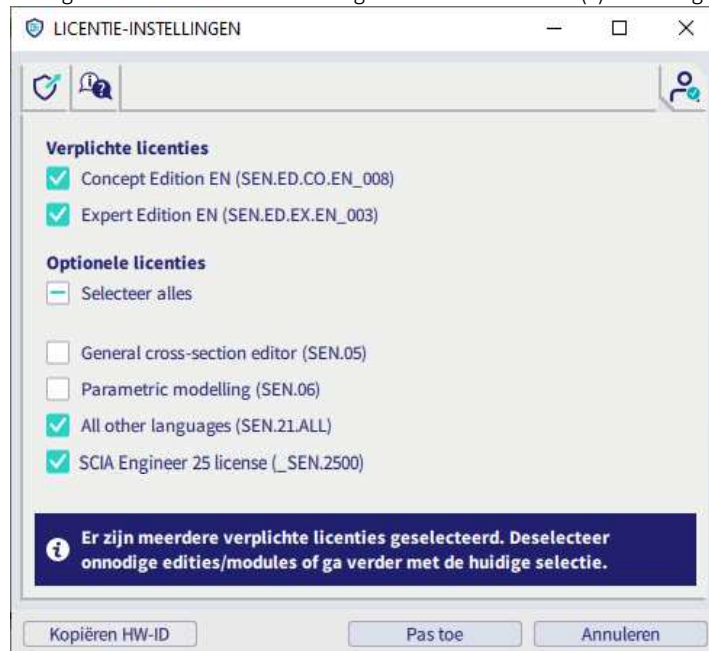 LICENTIE-INSTELLINGEN
Verplichte licenties
Concept Edition EN (SEN.ED.CO.EN_008)
Expert Edition EN (SEN.ED.EX.EN_003)
Optionele licenties
Selecteer alles
General cross-section editor (SEN.05)
Parametric modelling (SEN.06)
All other languages (SEN.21.ALL)
SCIA Engineer 25 license (_SEN.2500)
Er zijn meerdere verplichte licenties geselecteerd. Deselecteer
onnodige edities/modules of ga verder met de huidige selectie.
Kopiëren HW-ID
Pas toe
Annuleren